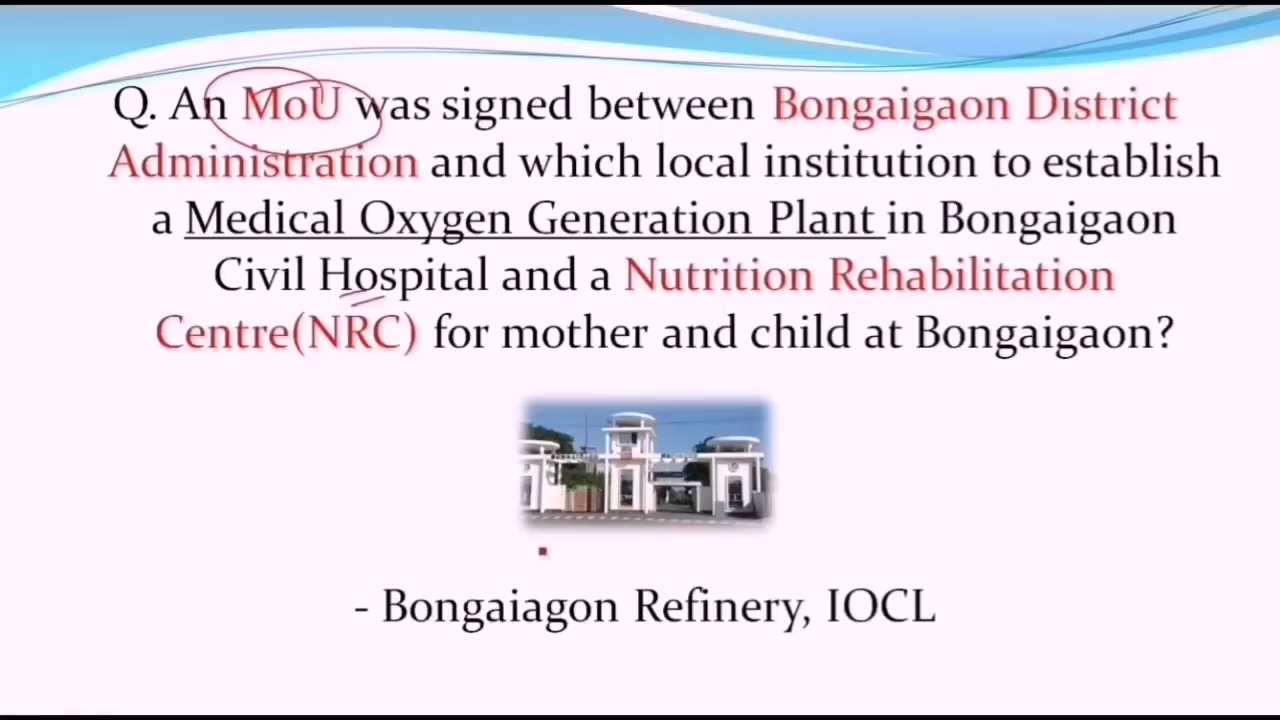 Q. An MoU was signed between Bongaigaon District
Administration and which local institution to establish
a Medical Oxygen Generation Plant in Bongaigaon
Civil Hospital and a Nutrition Rehabilitation
Centre(NRC) for mother and child at Bongaigaon?
- Bongaiagon Refinery, IOCL